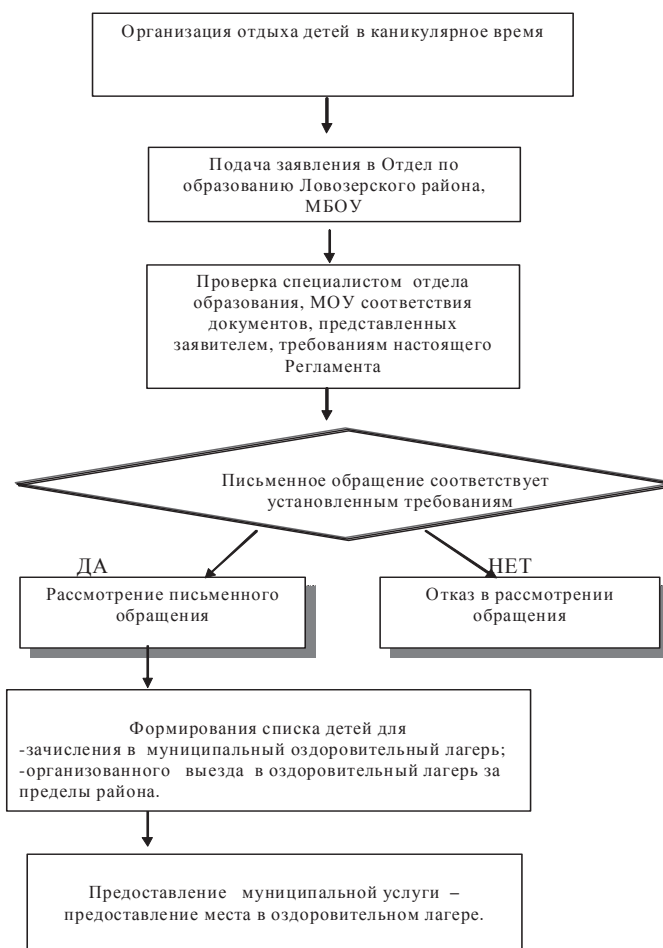 Организация отдыха детей в каникулярное время
Подача заявления в Отдел по
образованию Ловозерского района,
МБОУ
Проверка специалистом отдела
образования, МОУ соответствия
документов, представленных
заявителем, требованиям настоящего
Регламента
Письменное обращение соответствует
установленным требованиям
ДА
НЕТ
Рассмотрение письменного
обращения
Отказ в рассмотрении
обращения
Формирования списка детей для
-зачисления в муниципальный оздоровительный лагерь;
-организованного выезда в оздоровительный лагерь за
пределы района.
Предоставление муниципальной услуги –
предоставление места в оздоровительном лагере.